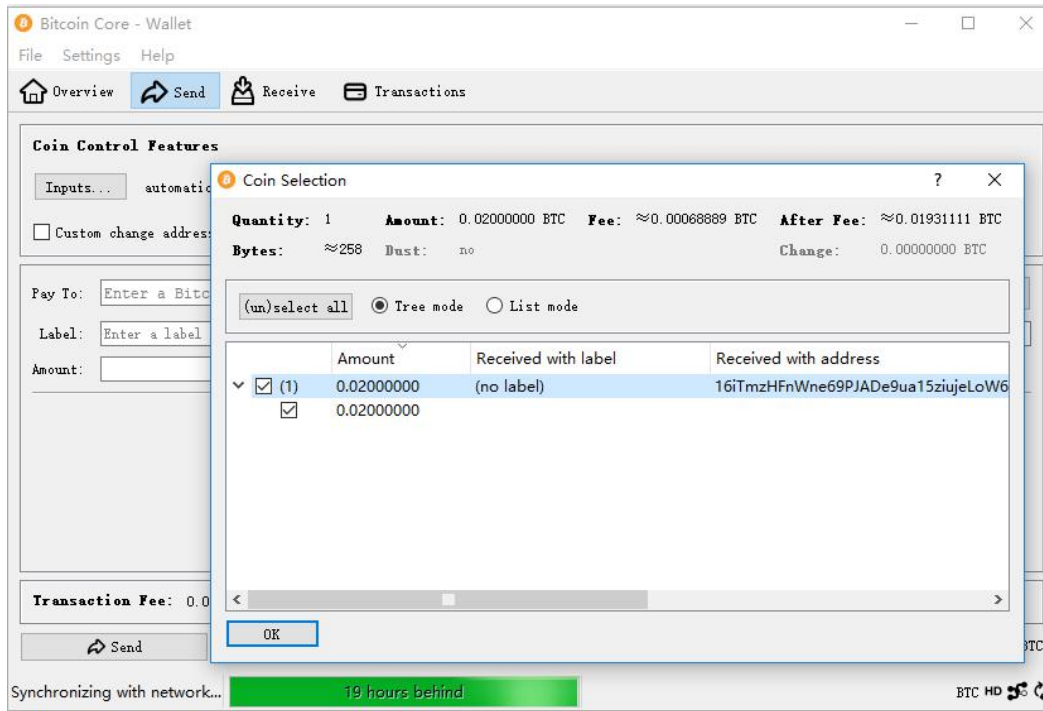 Bitcoin Core - Wallet
File Settings Help
Overview Send Receive Transactions
Coin Control Features
Inputs... automatic
Custom change addres
Pay To: Enter a Bitc
Label: Enter a label
Amount:
Transaction Fee: 0.0
Send
BTC
Synchronizing with network... 19 hours behind BTC HD
Coin Selection ?
Quantity: 1 Amount: 0.02000000 BTC Fee: ≈0.00068889 BTC After Fee: ≈0.01931111 BTC
Bytes: ≈258 Dust: no Change: 0.00000000 BTC
(un)select all Tree mode List mode
Amount Received with label Received with address
(1) 0.02000000 (no label) 16iTmzHFnWne69PJADe9ua15ziujeLoW6
0.02000000
OK